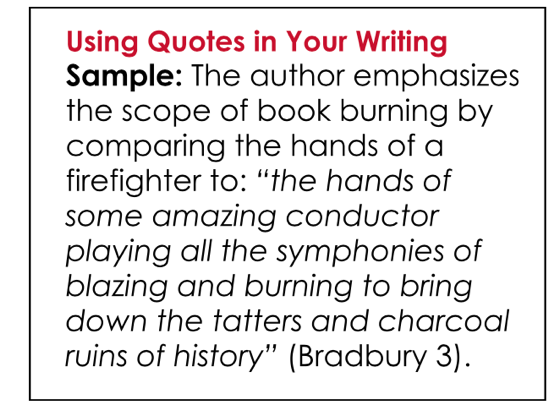 Using Quotes in Your Writing
Sample: The author emphasizes
the scope of book burning by
comparing the hands of a
firefighter to: “the hands of
some amazing conductor
playing all the symphonies of
blazing and burning to bring
down the tatters and charcoal
ruins of history” (Bradbury 3).